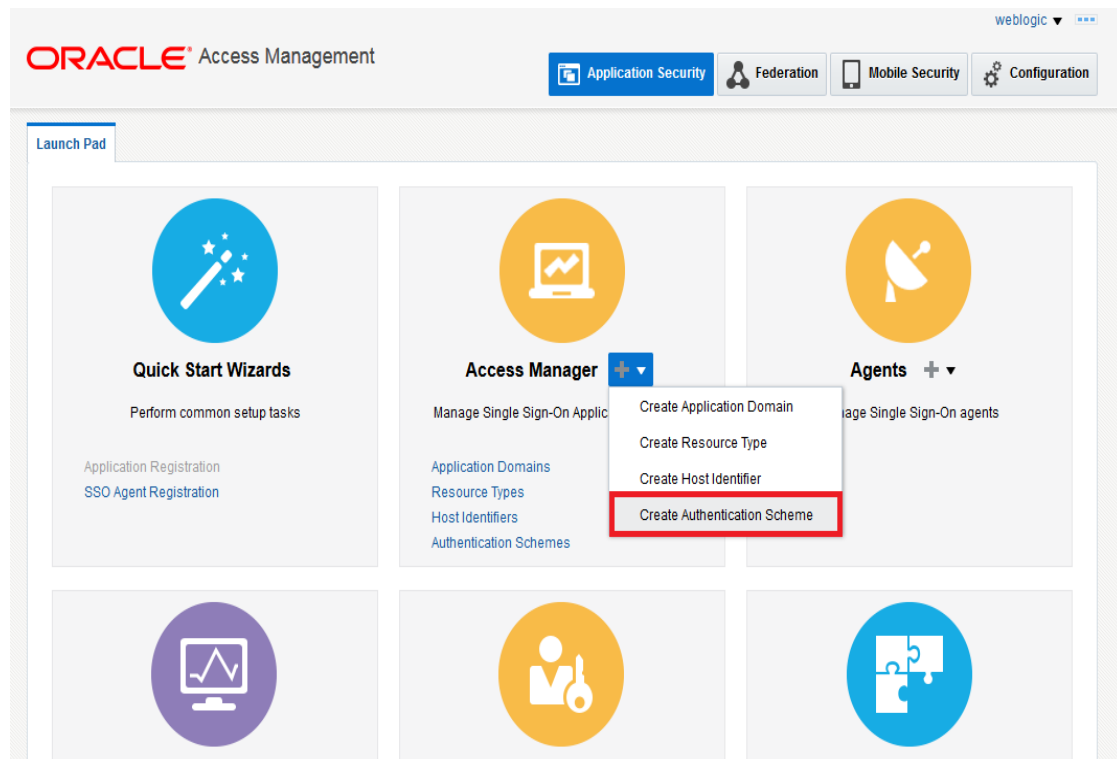 weblogic
ORACLE Access Management
Application Security
Federation
Mobile Security
Configuration
Launch Pad
Quick Start Wizards
Perform common setup tasks
Application Registration
SSO Agent Registration
Access Manager
Manage Single Sign-On Applic
Application Domains
Resource Types
Host Identifiers
Authentication Schemes
Create Application Domain
Create Resource Type
Create Host Identifier
Create Authentication Scheme
Agents
age Single Sign-On agents